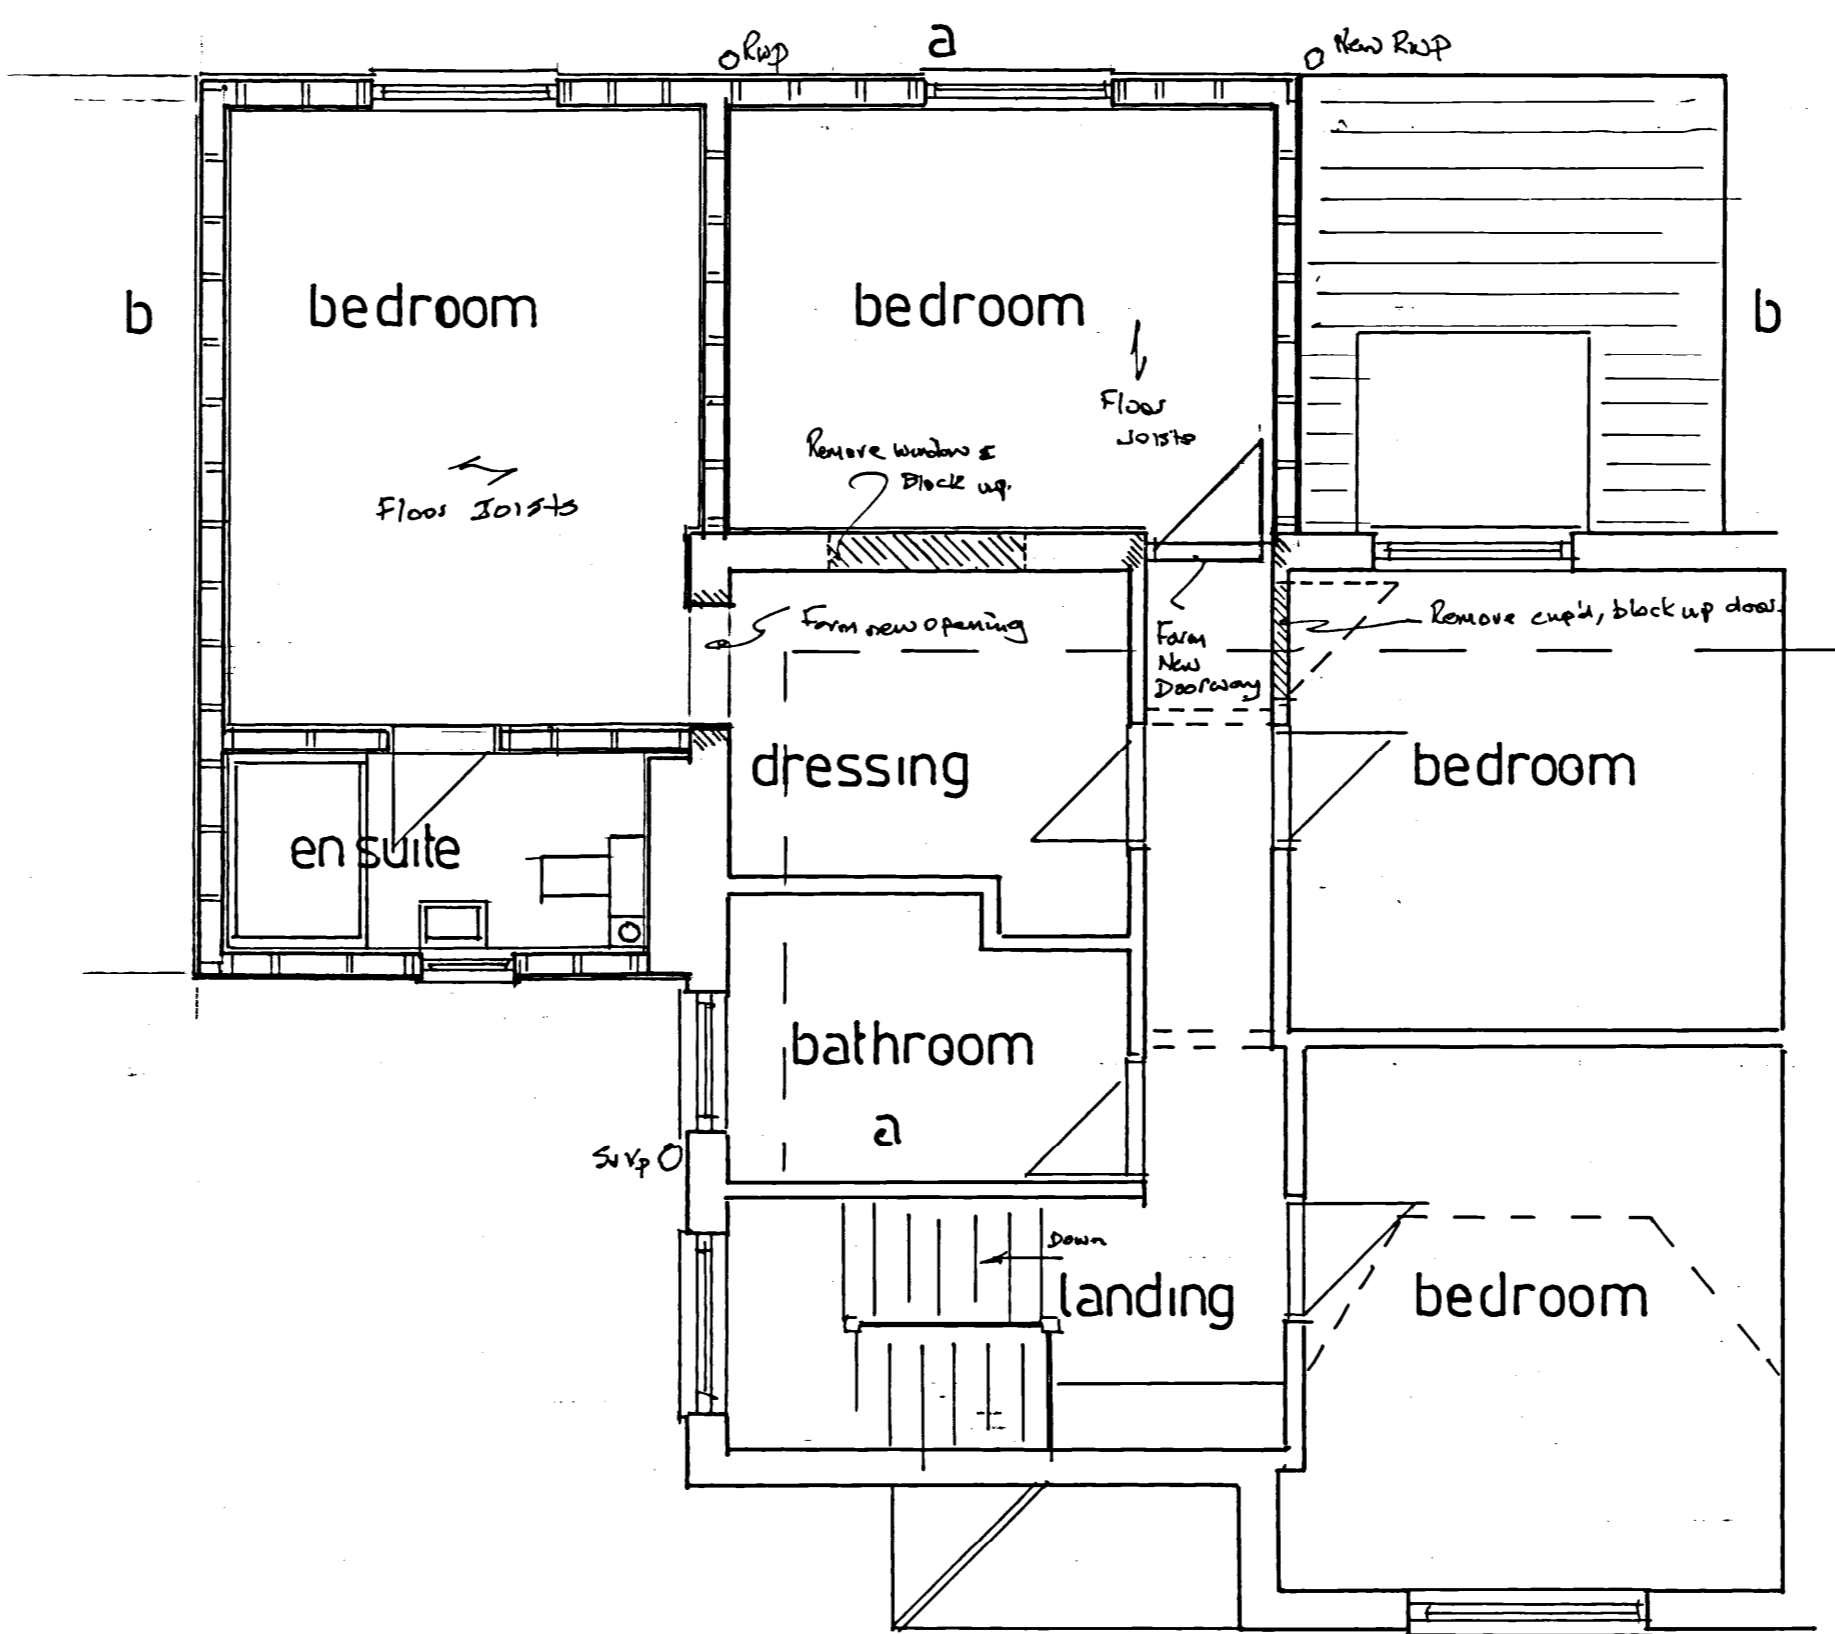 a
Rwp
New RWP
b
bedroom
bedroom
b
Floor
Joists
Remove window &
Block up.
Floor Joists
Form new opening
Form
New
Doorway
Remove cup'd, block up door.
dressing
bedroom
en suite
bathroom
a
SVVp
Down
landing
bedroom